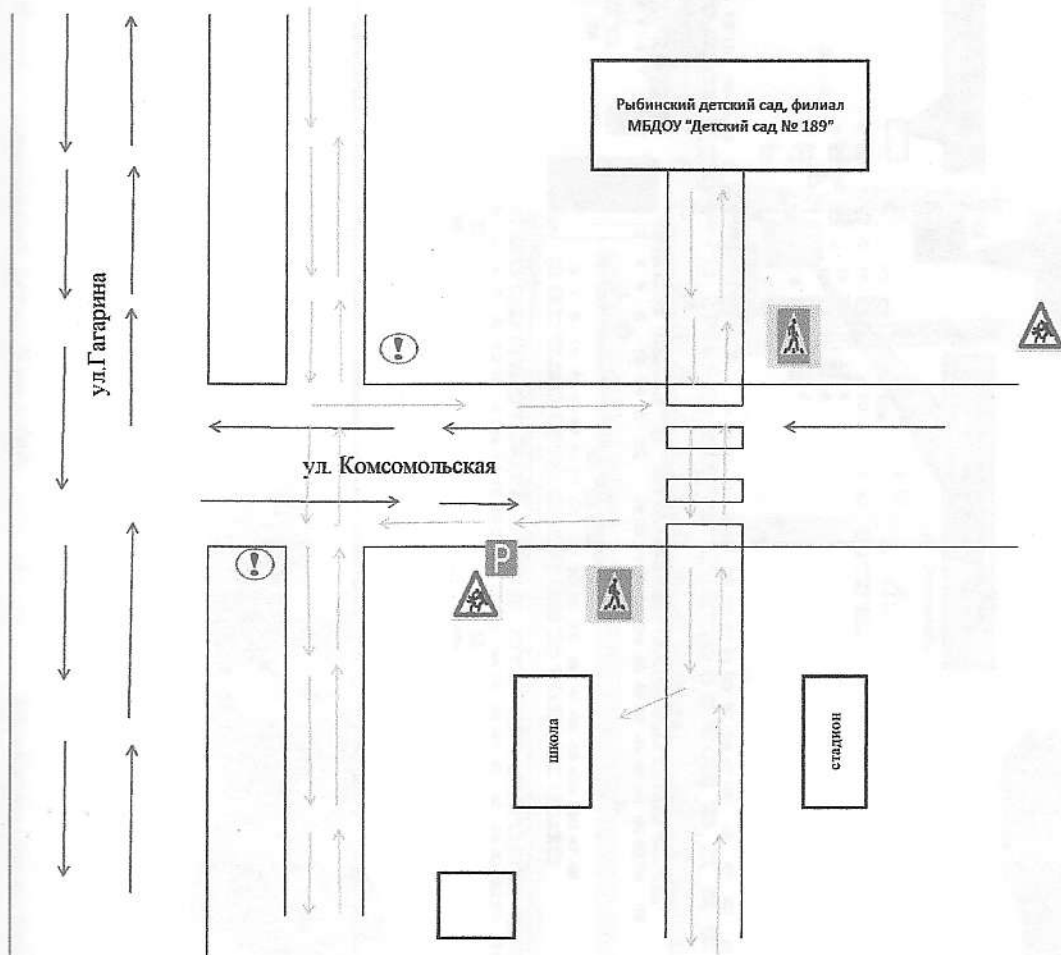 Рыбинский детский сад, филиал
МБДОУ "Детский сад № 189"
ул.Гагарина
ул. Комсомольская
P
школа
стадион